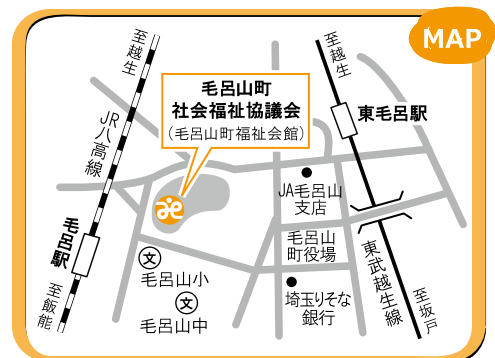 MAP
至越生
JR八高線
毛呂駅
至飯能
毛呂山町
社会福祉協議会
(毛呂山町福祉会館)
至越生
東毛呂駅
JA毛呂山
支店
毛呂山
町役場
埼玉りそな
銀行
東武越生線
至坂戸
文
毛呂山小
文
毛呂山中